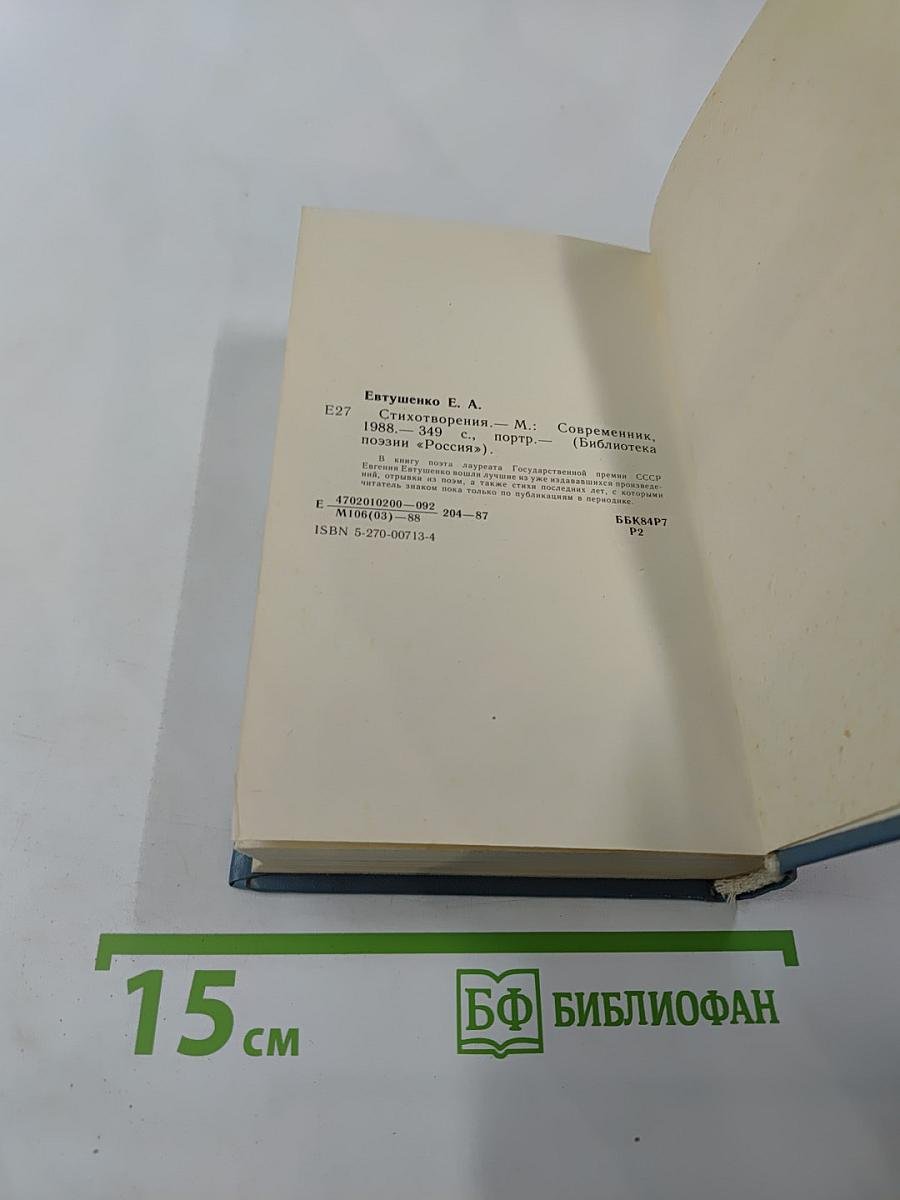 Евтушенко Е. А.
Е27 Стихотворения.— М.: Современник,
1988.— 349 с., портр.— (Библиотека
поэзии «Россия»).
В книгу поэта лауреата Государственной премии СССР
Евгения Евтушенко вошли лучшие из уже издававшихся произведе-
ний, отрывки из поэм, а также стихи последних лет, с которыми
читатель знаком пока только по публикациям в периодике.
Е 4702010200—092 204—87
М106(03)—88
ББК84Р7
Р2
ISBN 5-270-00713-4
15 см
БФ БИБЛИОФАН